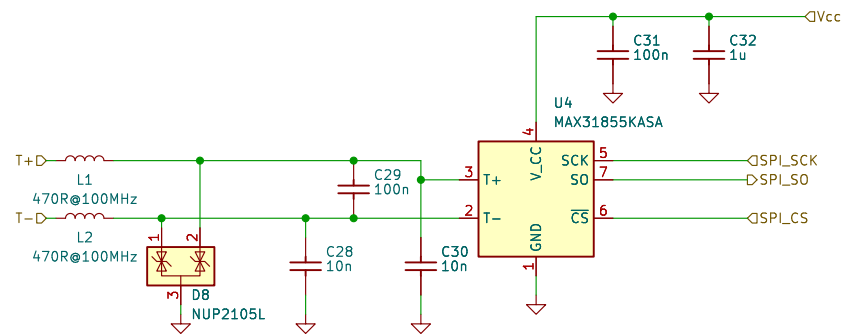 Vcc
C31
100n
C32
1u
U4
MAX31855KASA
4
V_CC
T+
L1
470R@100MHz
C29
100n
3
T+
SCK
5
SPI_SCK
SO
7
SPI_SO
T-
L2
470R@100MHz
2
T-
CS
6
SPI_CS
1
2
C28
10n
C30
10n
GND
1
3
D8
NUP2105L